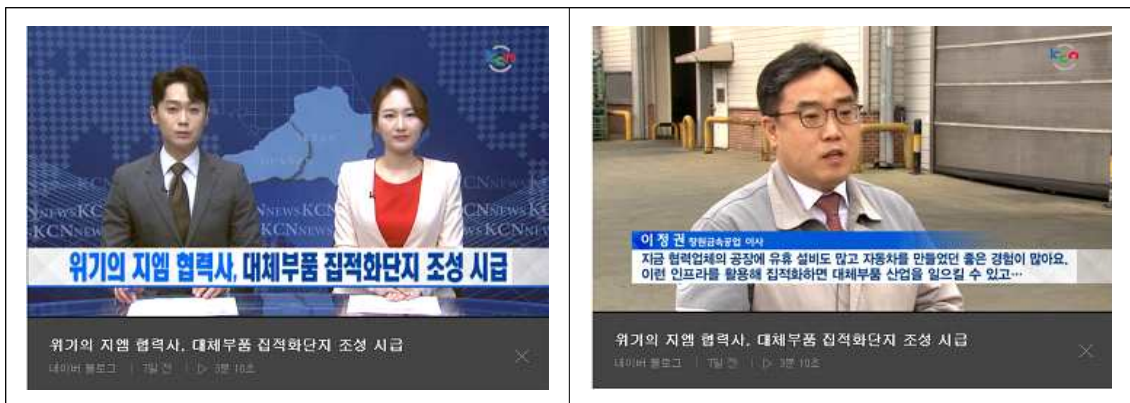 kcn
KCN NEWS KCN
위기의 지엠 협력사, 대체부품 집적화단지 조성 시급
위기의 지엠 협력사, 대체부품 집적화단지 조성 시급
네이버 블로그 | 7일 전 | ▷ 3분 10초
kcn
이정권 창원금속공업 이사
지금 협력업체의 공장에 유휴 설비도 많고 자동차를 만들었던 좋은 경험이 많아요.
이런 인프라를 활용해 집적화하면 대체부품 산업을 일으킬 수 있고…
위기의 지엠 협력사, 대체부품 집적화단지 조성 시급
네이버 블로그 | 7일 전 | ▷ 3분 10초